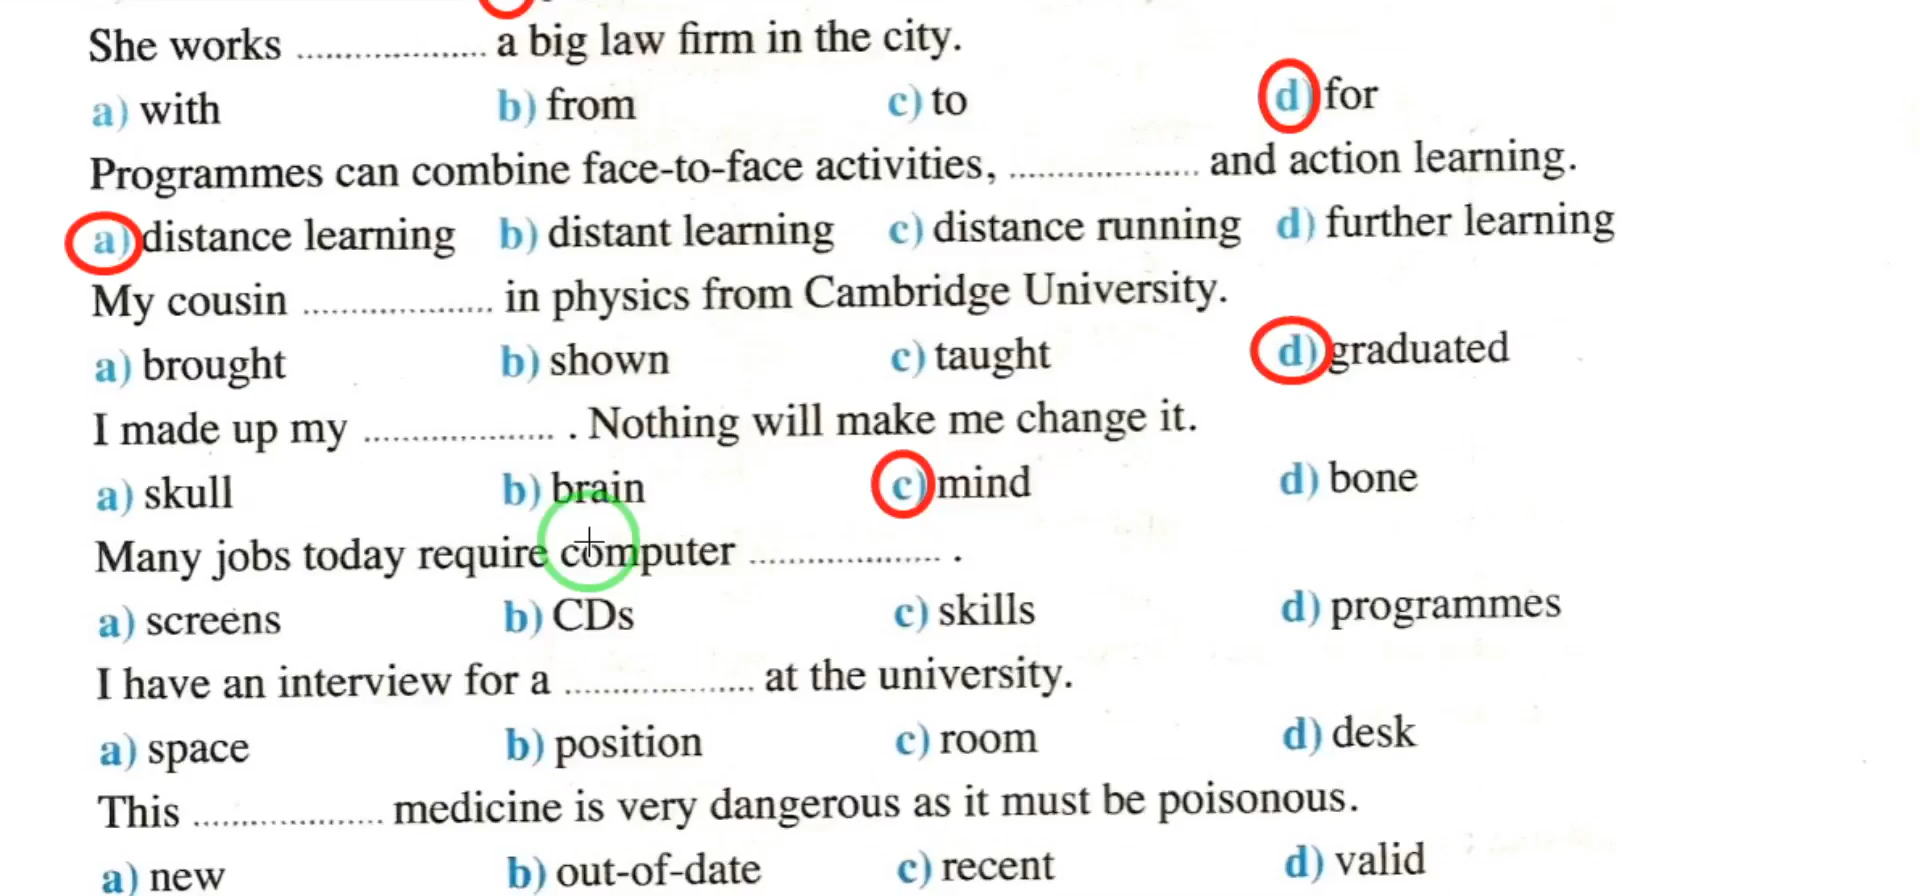 She works .................... a big law firm in the city.
a) with b) from c) to d) for
Programmes can combine face-to-face activities, .................... and action learning.
a) distance learning b) distant learning c) distance running d) further learning
My cousin .................... in physics from Cambridge University.
a) brought b) shown c) taught d) graduated
I made up my .................... . Nothing will make me change it.
a) skull b) brain c) mind d) bone
Many jobs today require computer .................... .
a) screens b) CDs c) skills d) programmes
I have an interview for a .................... at the university.
a) space b) position c) room d) desk
This .................... medicine is very dangerous as it must be poisonous.
a) new b) out-of-date c) recent d) valid